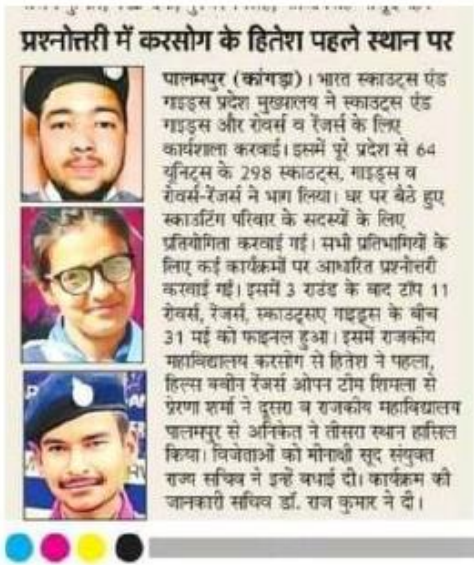 प्रश्नोत्तरी में करसोग के हितेश पहले स्थान पर
पालमपुर (कांगड़ा)। भारत स्काउट्स एंड
गाइड्स प्रदेश मुख्यालय ने स्काउट्स एंड
गाइड्स और रोवर्स व रेंजर्स के लिए
कार्यशाला करवाई। इसमें पूरे प्रदेश से 64
यूनिट्स के 298 स्काउट्स, गाइड्स व
रोवर्स-रेंजर्स ने भाग लिया। घर पर बैठे हुए
स्काउटिंग परिवार के सदस्यों के लिए
प्रतियोगिता करवाई गई। सभी प्रतिभागियों के
लिए कई कार्यक्रमों पर आधारित प्रश्नोत्तरी
करवाई गई। इसमें 3 राउंड के बाद टॉप 11
रोवर्स, रेंजर्स, स्काउट्सए गाइड्स के बीच
31 मई को फाइनल हुआ। इसमें राजकीय
महाविद्यालय करसोग से हितेश ने पहला,
हिल्स क्वीन रेंजर्स ओपन टीम शिमला से
प्रेरणा शर्मा ने दूसरा व राजकीय महाविद्यालय
पालमपुर से अनिकेत ने तीसरा स्थान हासिल
किया। विजेताओं को मीनाक्षी सूद संयुक्त
राज्य सचिव ने इन्हें बधाई दी। कार्यक्रम की
जानकारी सचिव डॉ. राज कुमार ने दी।